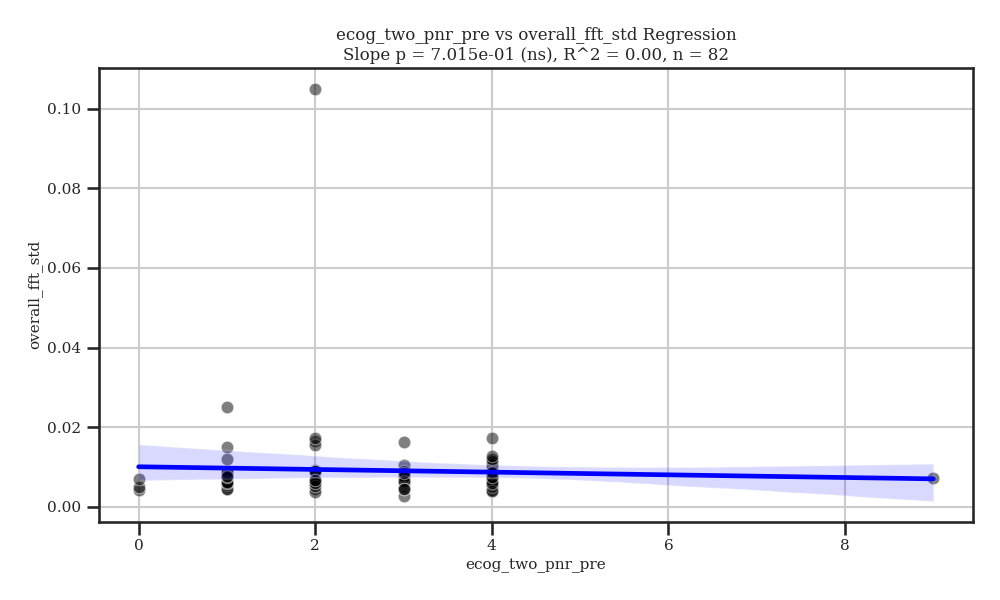 ecog_two_pnr_pre vs overall_fft_std Regression
Slope p = 7.015e-01 (ns), R^2 = 0.00, n = 82
overall_fft_std
0.10
0.08
0.06
0.04
0.02
0.00
0 2 4 6 8
ecog_two_pnr_pre